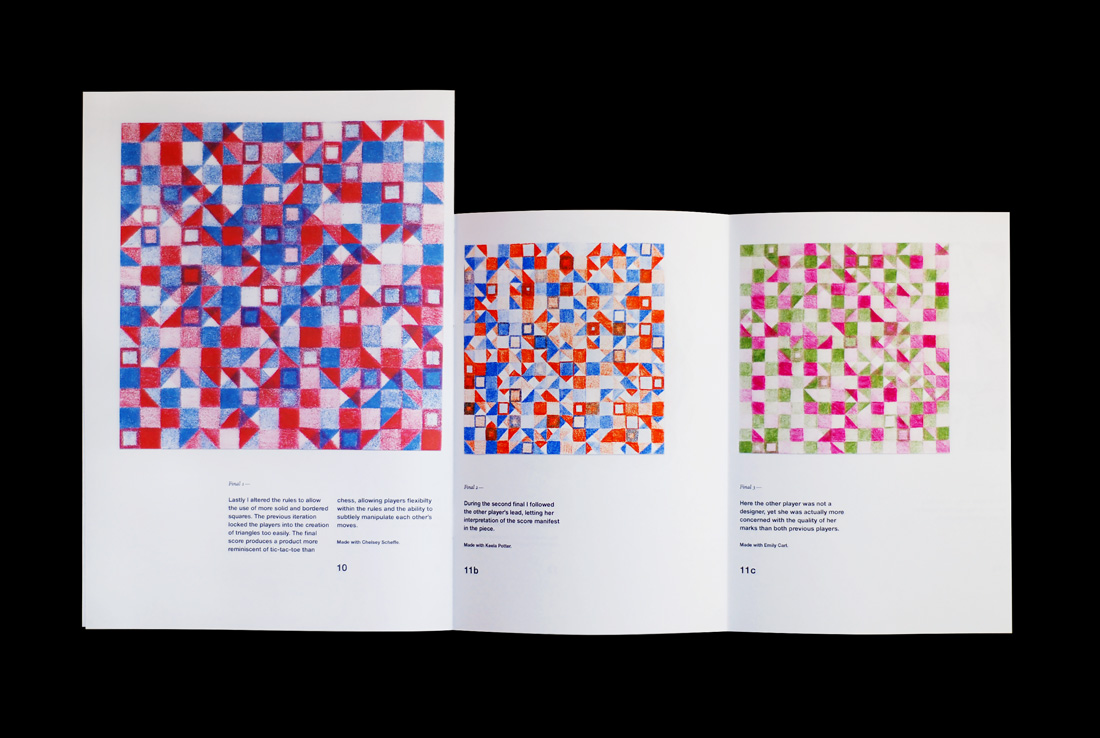 Final 1—
Lastly I altered the rules to allow
the use of more solid and bordered
squares. The previous iteration
locked the players into the creation
of triangles too easily. The final
score produces a product more
reminiscent of tic-tac-toe than
chess, allowing players flexibilty
within the rules and the ability to
subtlely manipulate each other's
moves.
Made with Chelsey Scheffe.
10
Final 2—
During the second final I followed
the other player's lead, letting her
interpretation of the score manifest
in the piece.
Made with Keela Potter.
11b
Final 3—
Here the other player was not a
designer, yet she was actually more
concerned with the quality of her
marks than both previous players.
Made with Emily Carl.
11c